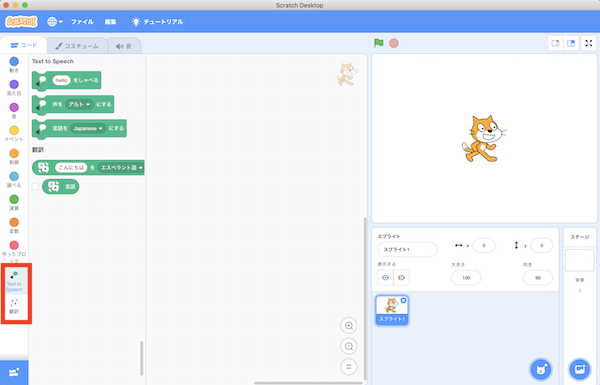 Scratch Desktop
SCRATCH
ファイル
編集
チュートリアル
コード
コスチューム
音
動き
見た目
音
イベント
制御
調べる
演算
変数
作ったブロック
Text to Speech
翻訳
Text to Speech
hello をしゃべる
声を アルト にする
言語を Japanese にする
翻訳
こんにちは を エスペラント語
言語
スプライト
スプライト1
x 0
y 0
表示する
大きさ
100
向き
90
スプライト1
ステージ
背景
1